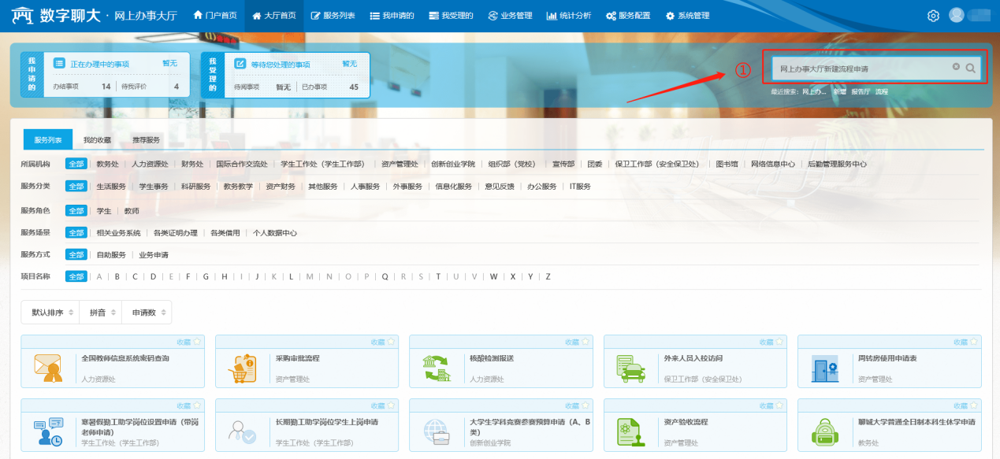 数字聊大 · 网上办事大厅 门户首页 大厅首页 服务列表 我申请的 我受理的 业务管理 统计分析 服务配置 系统管理
我申请的 正在办理中的事项 暂无
办结事项 14 待我评价 4
我受理的 等待您处理的事项 暂无
待阅事项 暂无 已办事项 45
①
网上办事大厅新建流程申请
最近搜索: 网上办... 新增 报告厅 流程
服务列表 我的收藏 推荐服务
所属机构 全部 教务处 人力资源处 财务处 国际合作交流处 学生工作处（学生工作部） 资产管理处 创新创业学院 组织部（党校） 宣传部 团委 保卫工作部（安全保卫处） 图书馆 网络信息中心 后勤管理服务中心
服务分类 全部 生活服务 学生事务 科研服务 教务教学 资产财务 其他服务 人事服务 外事服务 信息化服务 意见反馈 办公服务 IT服务
服务角色 全部 学生 教师
服务场景 全部 相关业务系统 各类证明办理 各类借用 个人数据中心
服务方式 全部 自助服务 业务申请
项目名称 全部 A B C D E F G H I J K L M N O P Q R S T U V W X Y Z
默认排序 拼音 申请数
收藏 收藏 收藏 收藏 收藏
全国教师信息系统密码查询
人力资源处
采购审批流程
资产管理处
核酸检测报送
人力资源处
外来人员入校访问
保卫工作部（安全保卫处）
周转房使用申请表
资产管理处
收藏 收藏 收藏 收藏 收藏
寒暑假勤工助学岗位设置申请（带岗
老师申请）
学生工作处（学生工作部）
长期勤工助学岗位学生上岗申请
学生工作处（学生工作部）
大学生学科竞赛参赛预算申请（A、B
类）
创新创业学院
资产验收流程
资产管理处
聊城大学普通全日制本科生休学申请
教务处